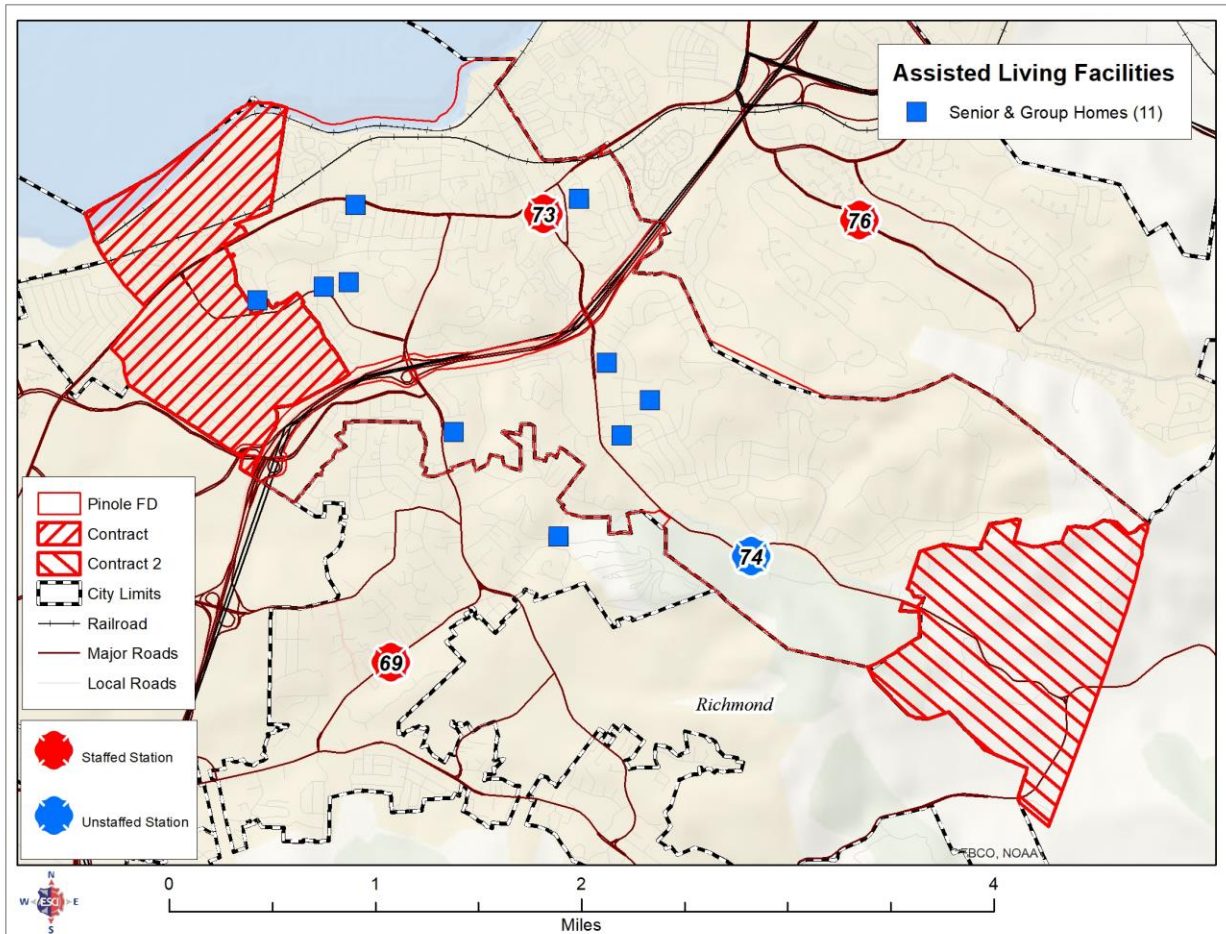 Assisted Living Facilities
Senior & Group Homes (11)
73
76
74
69
Richmond
Pinole FD
Contract
Contract 2
City Limits
Railroad
Major Roads
Local Roads
Staffed Station
Unstaffed Station
TBCO, NOAA
N
W ESCI E
S
0 1 2 4
Miles